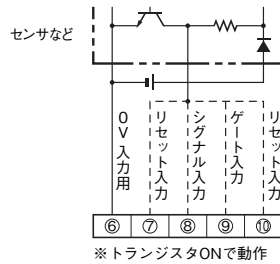 センサなど
0V入力用
リセット入力
シグナル入力
ゲート入力
リセット入力
⑥ ⑦ ⑧ ⑨ ⑩
※トランジスタONで動作